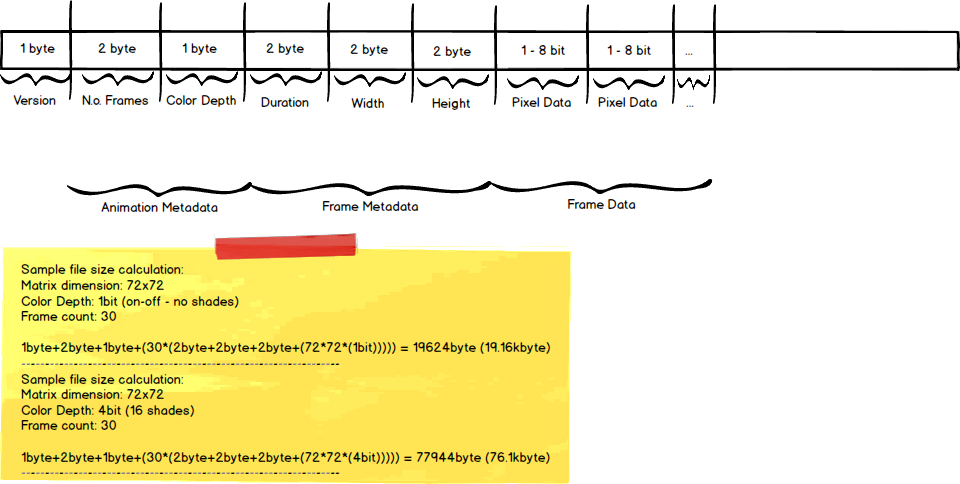 1 byte 2 byte 1 byte 2 byte 2 byte 2 byte 1 - 8 bit 1 - 8 bit ...
Version N.o. Frames Color Depth Duration Width Height Pixel Data Pixel Data ...
Animation Metadata Frame Metadata Frame Data
Sample file size calculation:
Matrix dimension: 72x72
Color Depth: 1bit (on-off - no shades)
Frame count: 30
1byte+2byte+1byte+(30*(2byte+2byte+2byte+(72*72*(1bit))))) = 19624byte (19.16kbyte)
------------------------------------------------------
Sample file size calculation:
Matrix dimension: 72x72
Color Depth: 4bit (16 shades)
Frame count: 30
1byte+2byte+1byte+(30*(2byte+2byte+2byte+(72*72*(4bit))))) = 77944byte (76.1kbyte)
------------------------------------------------------